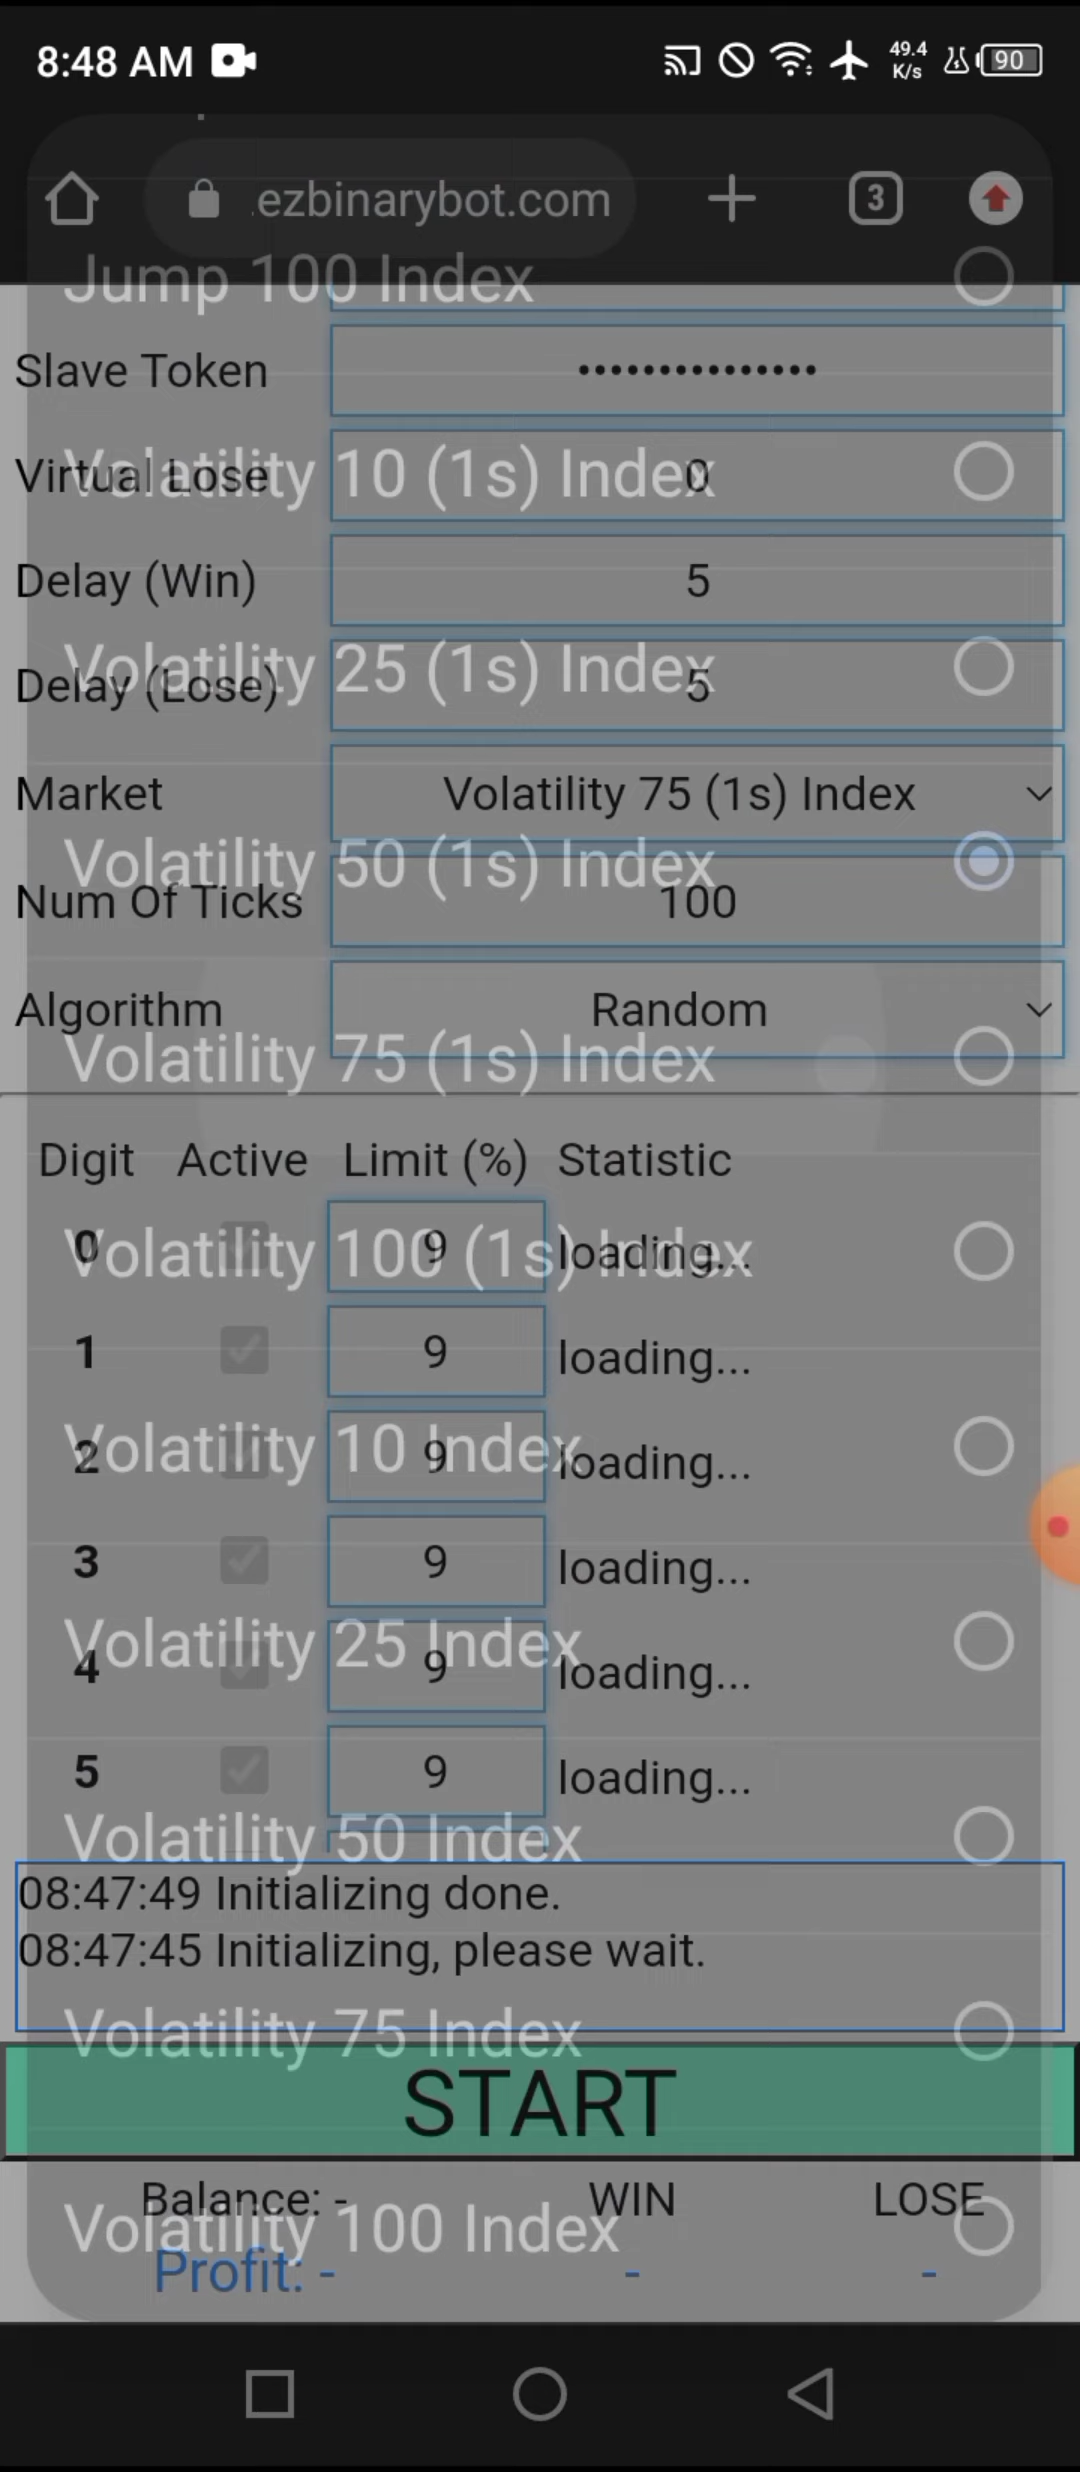 8:48 AM
49.4
K/s
90
.ezbinarybot.com
3
Jump 100 Index
Slave Token
•••••••••••••••
Virtual Lose 0
Volatility 10 (1s) Index
Delay (Win) 5
Volatility 25 (1s) Index
Delay (Lose) 5
Market Volatility 75 (1s) Index
Volatility 50 (1s) Index
Num Of Ticks 100
Algorithm Random
Volatility 75 (1s) Index
Digit Active Limit (%) Statistic
0 9 loading...
Volatility 100 (1s) Index
1 9 loading...
Volatility 10 Index
2 9 loading...
3 9 loading...
Volatility 25 Index
4 9 loading...
5 9 loading...
Volatility 50 Index
08:47:49 Initializing done.
08:47:45 Initializing, please wait.
Volatility 75 Index
START
Balance: - WIN LOSE
Volatility 100 Index
Profit: - - -